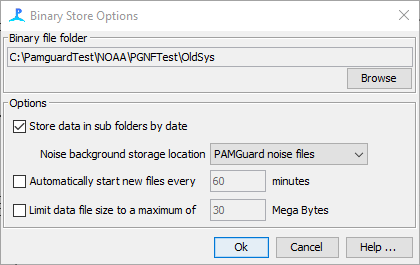 Binary Store Options
Binary file folder
C:\PamguardTest\NOAA\PGNFTest\OldSys
Browse
Options
Store data in sub folders by date
Noise background storage location PAMGuard noise files
Automatically start new files every 60 minutes
Limit data file size to a maximum of 30 Mega Bytes
Ok Cancel Help ...